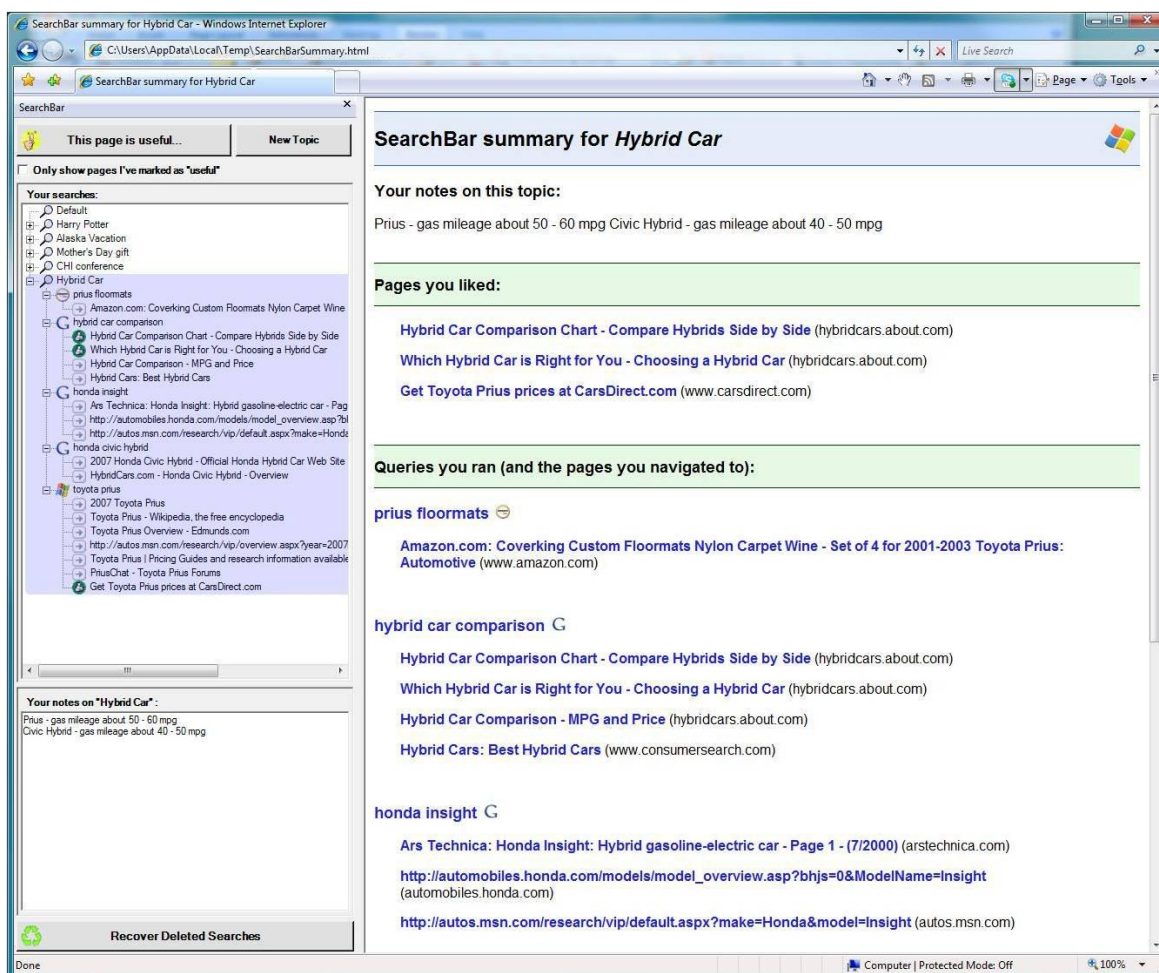 SearchBar summary for Hybrid Car - Windows Internet Explorer
C:\Users\AppData\Local\Temp\SearchBarSummary.html
Live Search
SearchBar summary for Hybrid Car
Page
Tools
SearchBar
This page is useful...
New Topic
Only show pages I've marked as "useful"
Your searches:
Default
Harry Potter
Alaska Vacation
Mother's Day gift
CHI conference
Hybrid Car
prius floormats
Amazon.com: Coverking Custom Floormats Nylon Carpet Wine
hybrid car comparison
Hybrid Car Comparison Chart - Compare Hybrids Side by Side
Which Hybrid Car is Right for You - Choosing a Hybrid Car
Hybrid Car Comparison - MPG and Price
Hybrid Cars: Best Hybrid Cars
honda insight
Ars Technica: Honda Insight: Hybrid gasoline-electric car - Pag
http://automobiles.honda.com/models/model_overview.asp?bl
http://autos.msn.com/research/vip/default.aspx?make=Honda
honda civic hybrid
2007 Honda Civic Hybrid - Official Honda Hybrid Car Web Site
HybridCars.com - Honda Civic Hybrid - Overview
toyota prius
2007 Toyota Prius
Toyota Prius - Wikipedia, the free encyclopedia
Toyota Prius Overview - Edmunds.com
http://autos.msn.com/research/vip/overview.aspx?year=2007
Toyota Prius | Pricing Guides and research information available
PriusChat - Toyota Prius Forums
Get Toyota Prius prices at CarsDirect.com
Your notes on "Hybrid Car" :
Prius - gas mileage about 50 - 60 mpg
Civic Hybrid - gas mileage about 40 - 50 mpg
Recover Deleted Searches
SearchBar summary for Hybrid Car
Your notes on this topic:
Prius - gas mileage about 50 - 60 mpg Civic Hybrid - gas mileage about 40 - 50 mpg
Pages you liked:
Hybrid Car Comparison Chart - Compare Hybrids Side by Side (hybridcars.about.com)
Which Hybrid Car is Right for You - Choosing a Hybrid Car (hybridcars.about.com)
Get Toyota Prius prices at CarsDirect.com (www.carsdirect.com)
Queries you ran (and the pages you navigated to):
prius floormats
Amazon.com: Coverking Custom Floormats Nylon Carpet Wine - Set of 4 for 2001-2003 Toyota Prius:
Automotive (www.amazon.com)
hybrid car comparison G
Hybrid Car Comparison Chart - Compare Hybrids Side by Side (hybridcars.about.com)
Which Hybrid Car is Right for You - Choosing a Hybrid Car (hybridcars.about.com)
Hybrid Car Comparison - MPG and Price (hybridcars.about.com)
Hybrid Cars: Best Hybrid Cars (www.consumersearch.com)
honda insight G
Ars Technica: Honda Insight: Hybrid gasoline-electric car - Page 1 - (7/2000) (arstechnica.com)
http://automobiles.honda.com/models/model_overview.asp?bhjs=0&ModelName=Insight
(automobiles.honda.com)
http://autos.msn.com/research/vip/default.aspx?make=Honda&model=Insight (autos.msn.com)
Done
Computer | Protected Mode: Off
100%